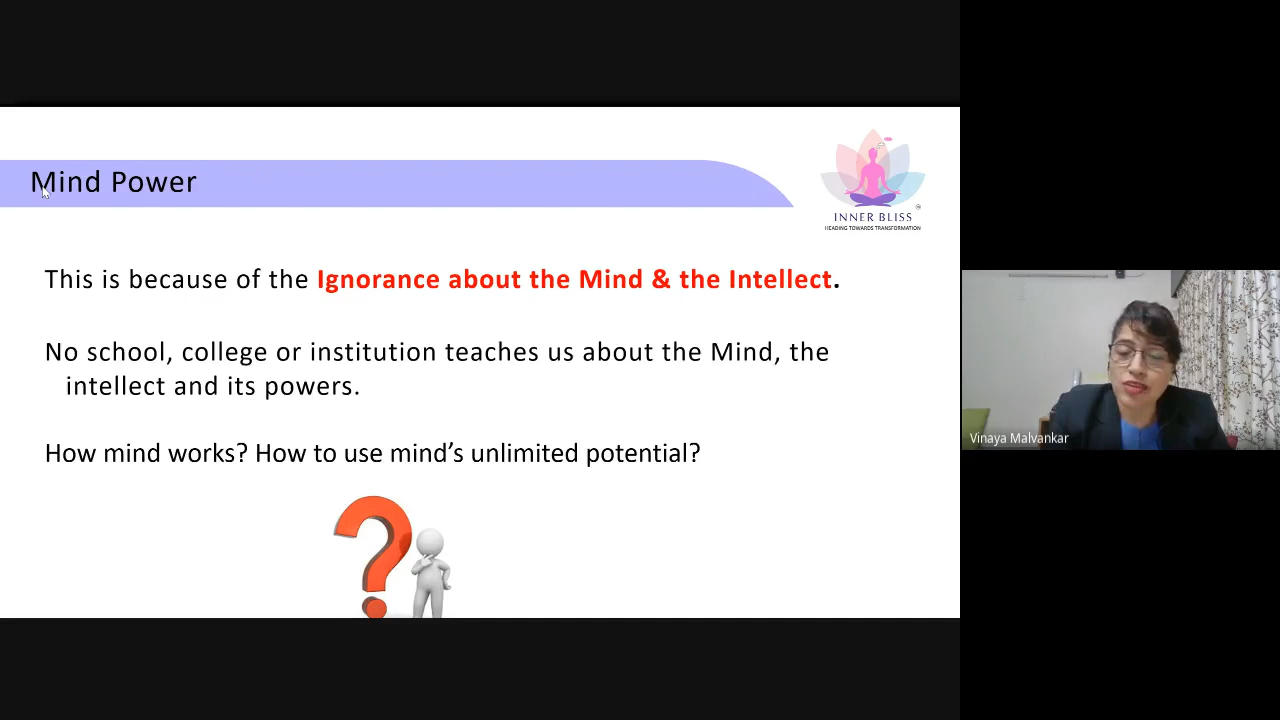 Mind Power
INNER BLISS
HEADING TOWARDS TRANSFORMATION
This is because of the Ignorance about the Mind & the Intellect.
No school, college or institution teaches us about the Mind, the
intellect and its powers.
How mind works? How to use mind’s unlimited potential?
Vinaya Malvankar